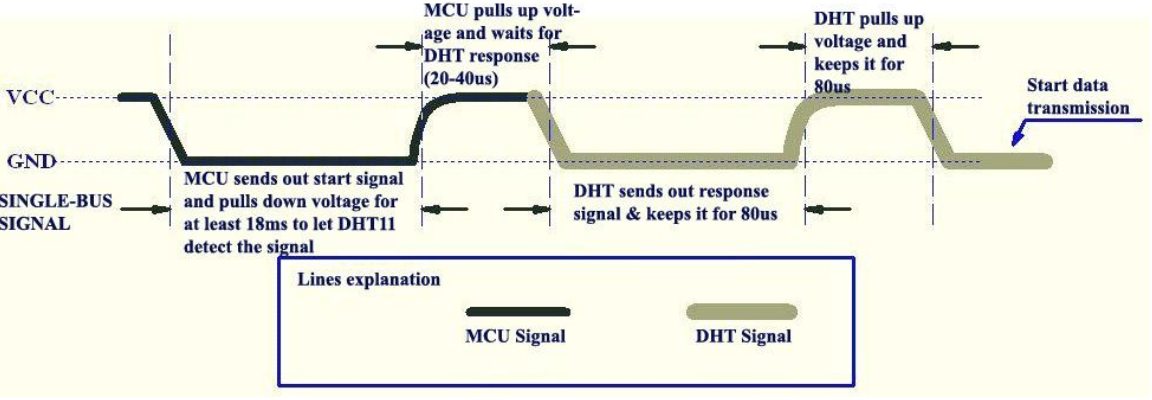 MCU pulls up volt-
age and waits for
DHT response
(20-40us)
DHT pulls up
voltage and
keeps it for
80us
Start data
transmission
VCC
GND
SINGLE-BUS
SIGNAL
MCU sends out start signal
and pulls down voltage for
at least 18ms to let DHT11
detect the signal
DHT sends out response
signal & keeps it for 80us
Lines explanation
MCU Signal
DHT Signal